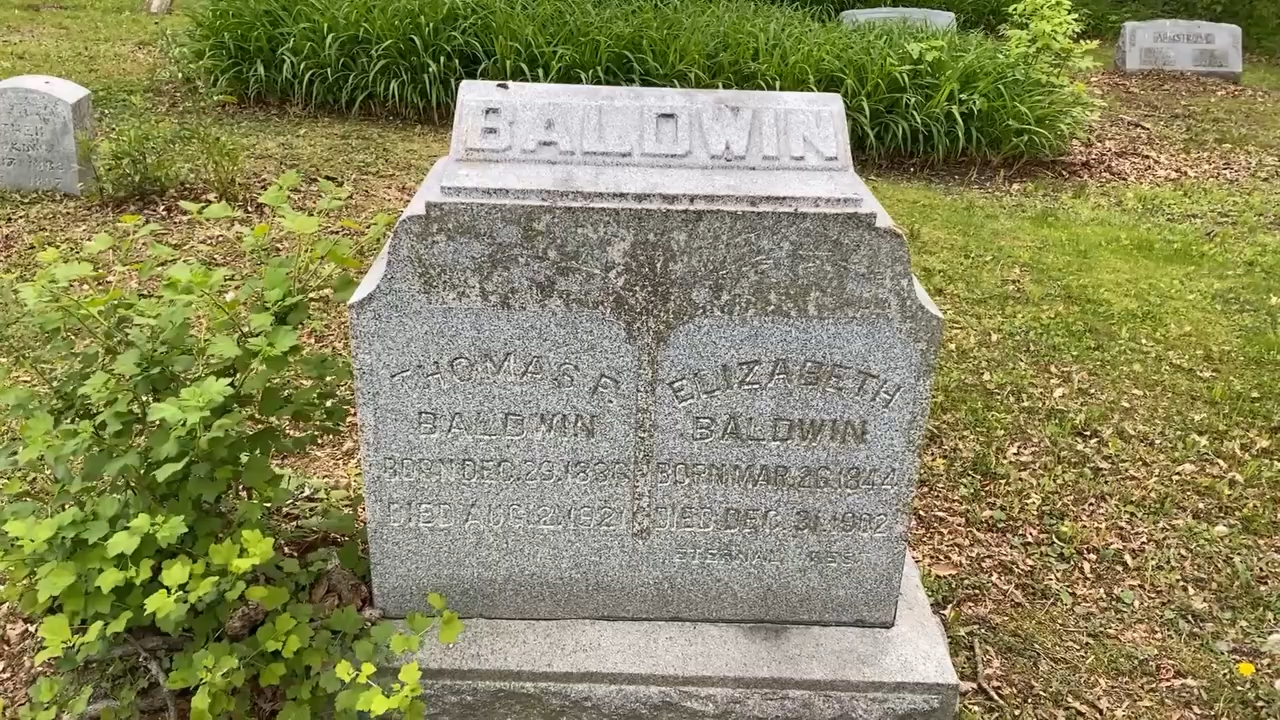 BALDWIN
THOMAS P.
BALDWIN
BORN DEC. 29. 1836
DIED AUG. 2. 1921
ELIZABETH
BALDWIN
BORN MAR. 26. 1844
DIED. DEC. 31. 1902
ETERNAL